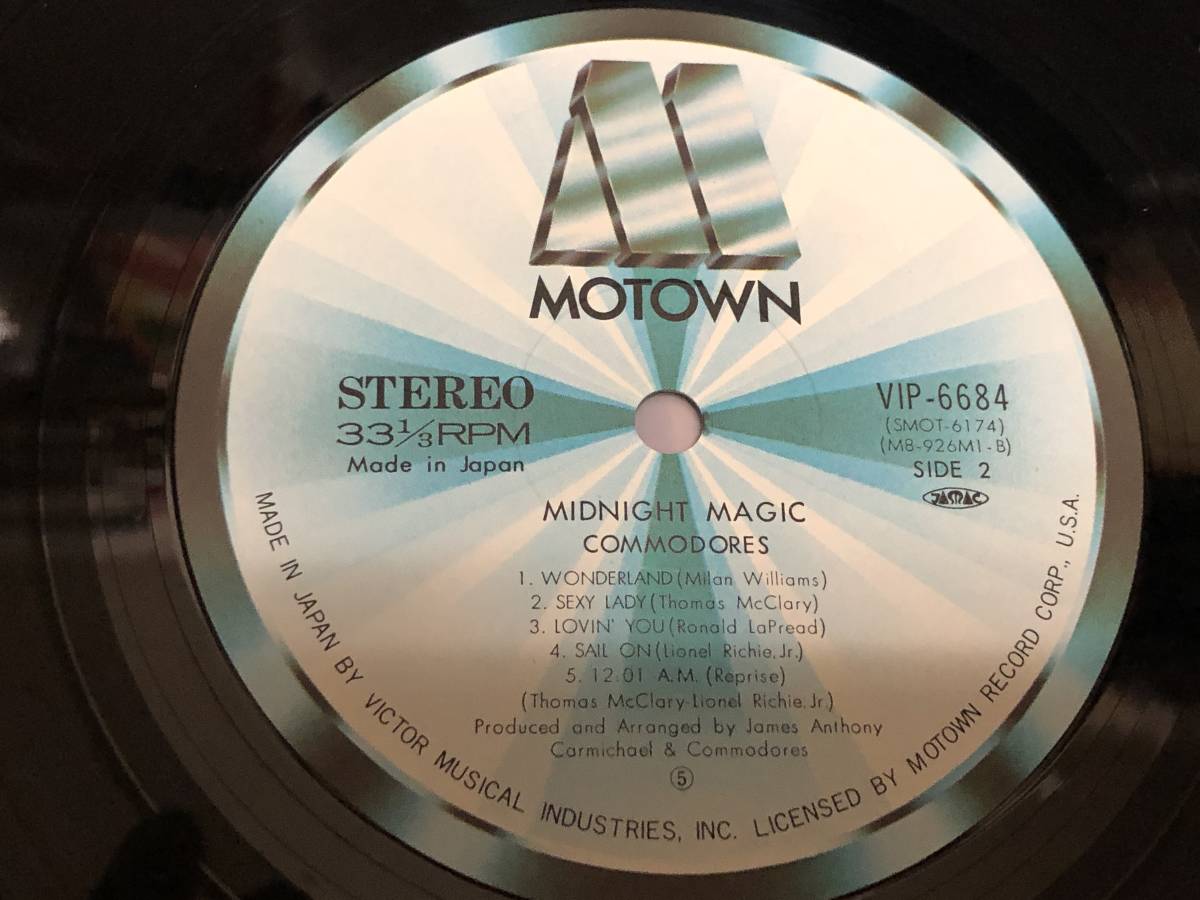 MOTOWN
STEREO
33⅓RPM
Made in Japan
VIP-6684
(SMOT-6174)
(M8-926M1-B)
SIDE 2
JASRAC
MIDNIGHT MAGIC
COMMODORES
1. WONDERLAND (Milan Williams)
2. SEXY LADY (Thomas McClary)
3. LOVIN' YOU (Ronald LaPread)
4. SAIL ON (Lionel Richie, Jr.)
5. 12:01 A.M. (Reprise)
(Thomas McClary-Lionel Richie, Jr.)
Produced and Arranged by James Anthony
Carmichael & Commodores
⑤
MADE IN JAPAN BY VICTOR MUSICAL INDUSTRIES, INC. LICENSED BY MOTOWN RECORD CORP., U.S.A.